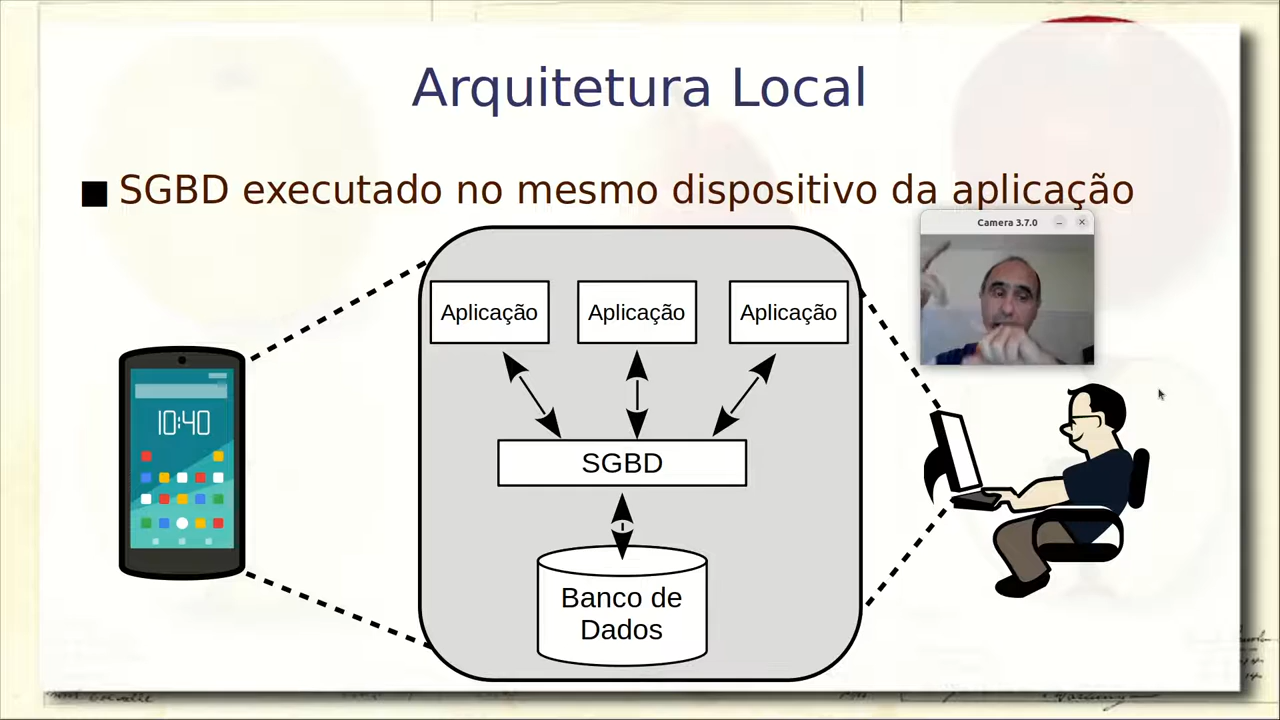 Arquitetura Local
SGBD executado no mesmo dispositivo da aplicação
Camera 3.7.0
Aplicação
Aplicação
Aplicação
10:40
SGBD
Banco de
Dados